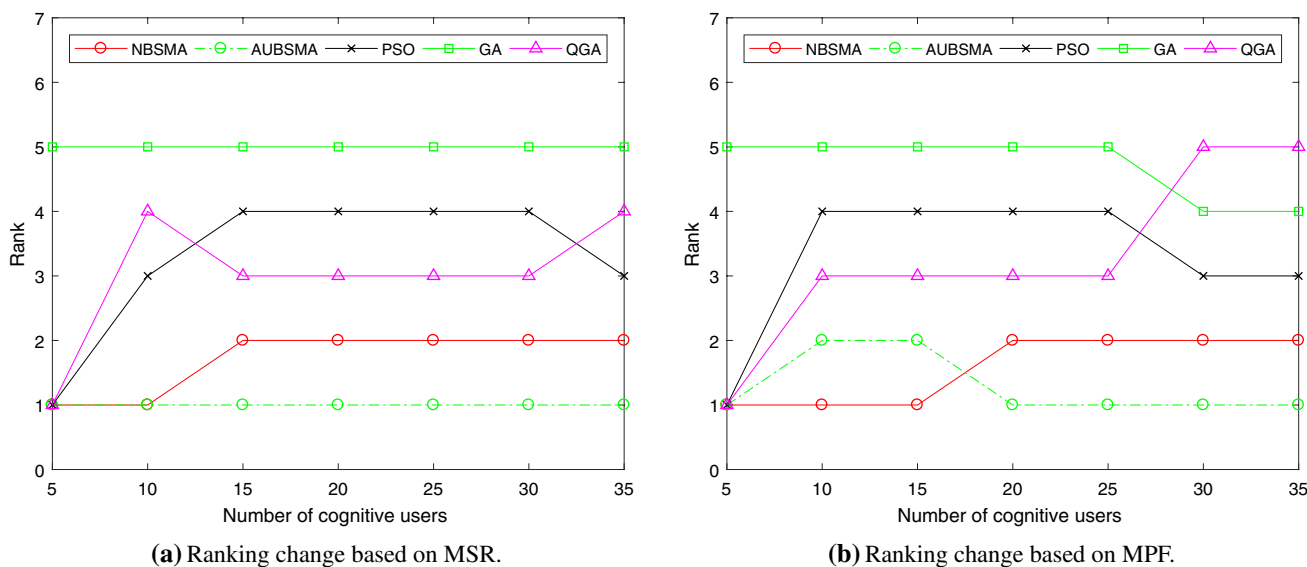 7
6
5
4
3
2
1
0
Rank
NBSMA AUBSMA PSO GA QGA
5 10 15 20 25 30 35
Number of cognitive users
(a) Ranking change based on MSR.
7
6
5
4
3
2
1
0
Rank
NBSMA AUBSMA PSO GA QGA
5 10 15 20 25 30 35
Number of cognitive users
(b) Ranking change based on MPF.